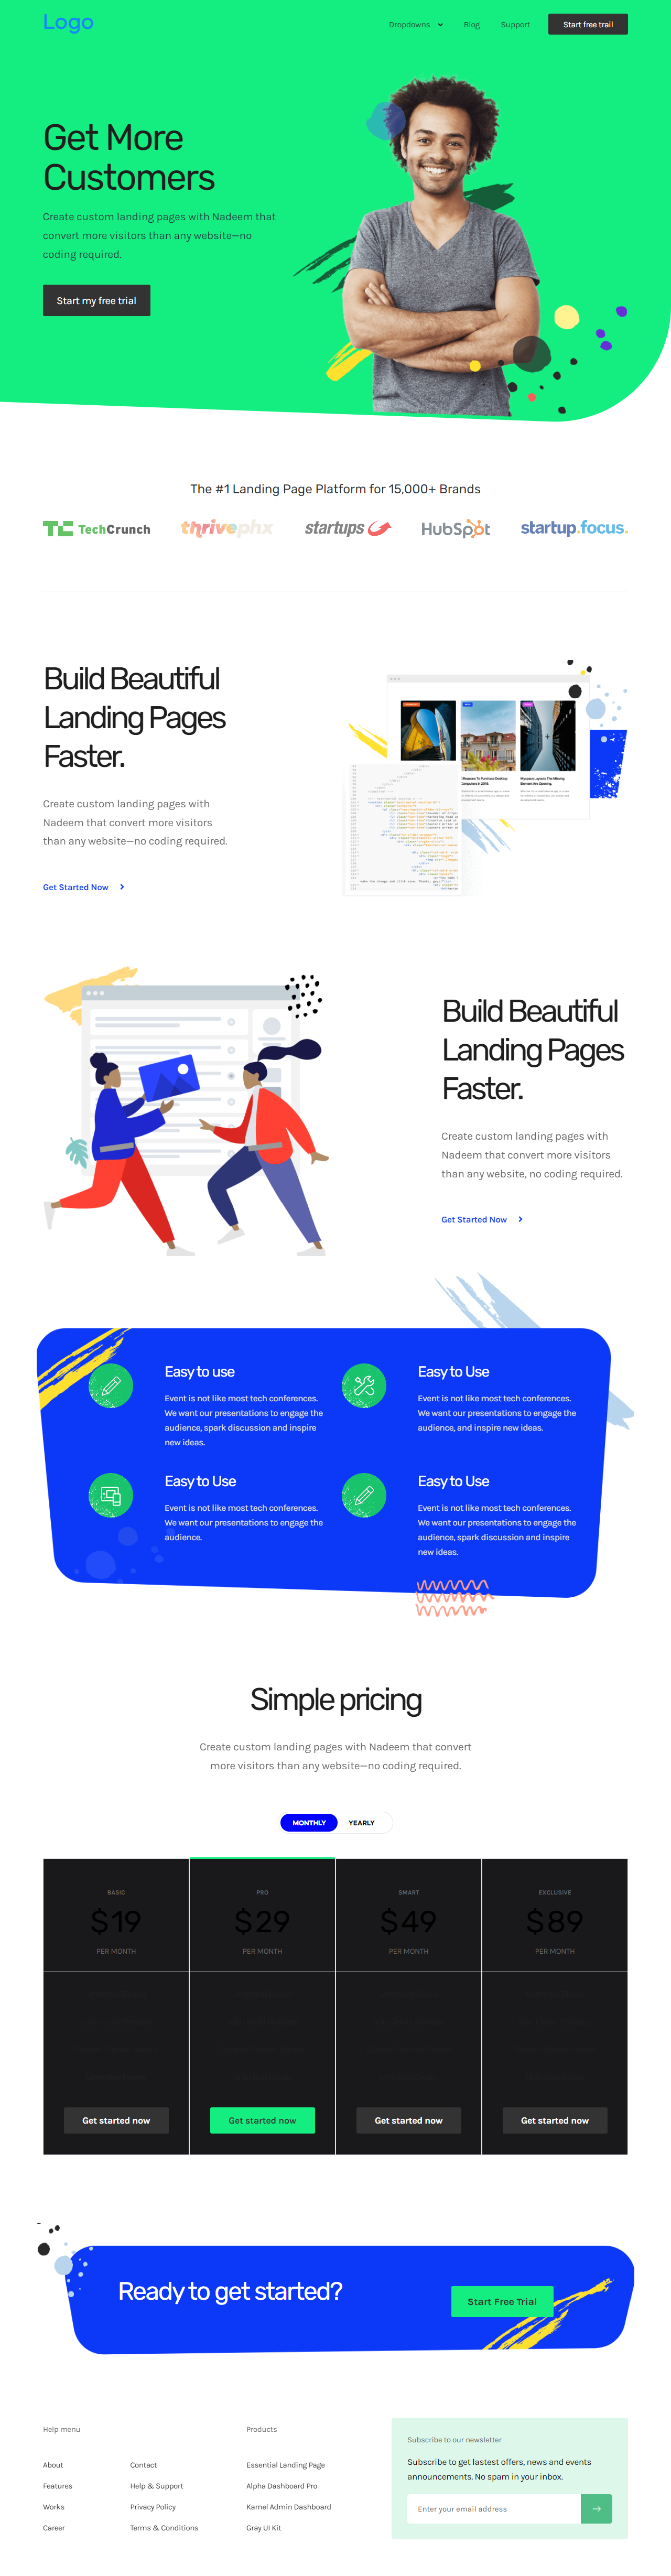 Logo
Dropdowns
Blog
Support
Start free trail
Get More
Customers
Create custom landing pages with Nadeem that
convert more visitors than any website—no
coding required.
Start my free trial
The #1 Landing Page Platform for 15,000+ Brands
TechCrunch
thrivephx
startups
HubSpot
startup.focus.
Build Beautiful
Landing Pages
Faster.
Create custom landing pages with
Nadeem that convert more visitors
than any website—no coding required.
Get Started Now
Build Beautiful
Landing Pages
Faster.
Create custom landing pages with
Nadeem that convert more visitors
than any website, no coding required.
Get Started Now
Easy to use
Event is not like most tech conferences.
We want our presentations to engage the
audience, spark discussion and inspire
new ideas.
Easy to Use
Event is not like most tech conferences.
We want our presentations to engage the
audience, and inspire new ideas.
Easy to Use
Event is not like most tech conferences.
We want our presentations to engage the
audience.
Easy to Use
Event is not like most tech conferences.
We want our presentations to engage the
audience, spark discussion and inspire
new ideas.
Simple pricing
Create custom landing pages with Nadeem that convert
more visitors than any website—no coding required.
MONTHLY
YEARLY
BASIC
$19
PER MONTH
Get started now
PRO
$29
PER MONTH
Get started now
SMART
$49
PER MONTH
Get started now
EXCLUSIVE
$89
PER MONTH
Get started now
Ready to get started?
Start Free Trial
Help menu
About
Features
Works
Career
Contact
Help & Support
Privacy Policy
Terms & Conditions
Products
Essential Landing Page
Alpha Dashboard Pro
Karnel Admin Dashboard
Gray UI Kit
Subscribe to our newsletter
Subscribe to get lastest offers, news and events
announcements. No spam in your inbox.
Enter your email address